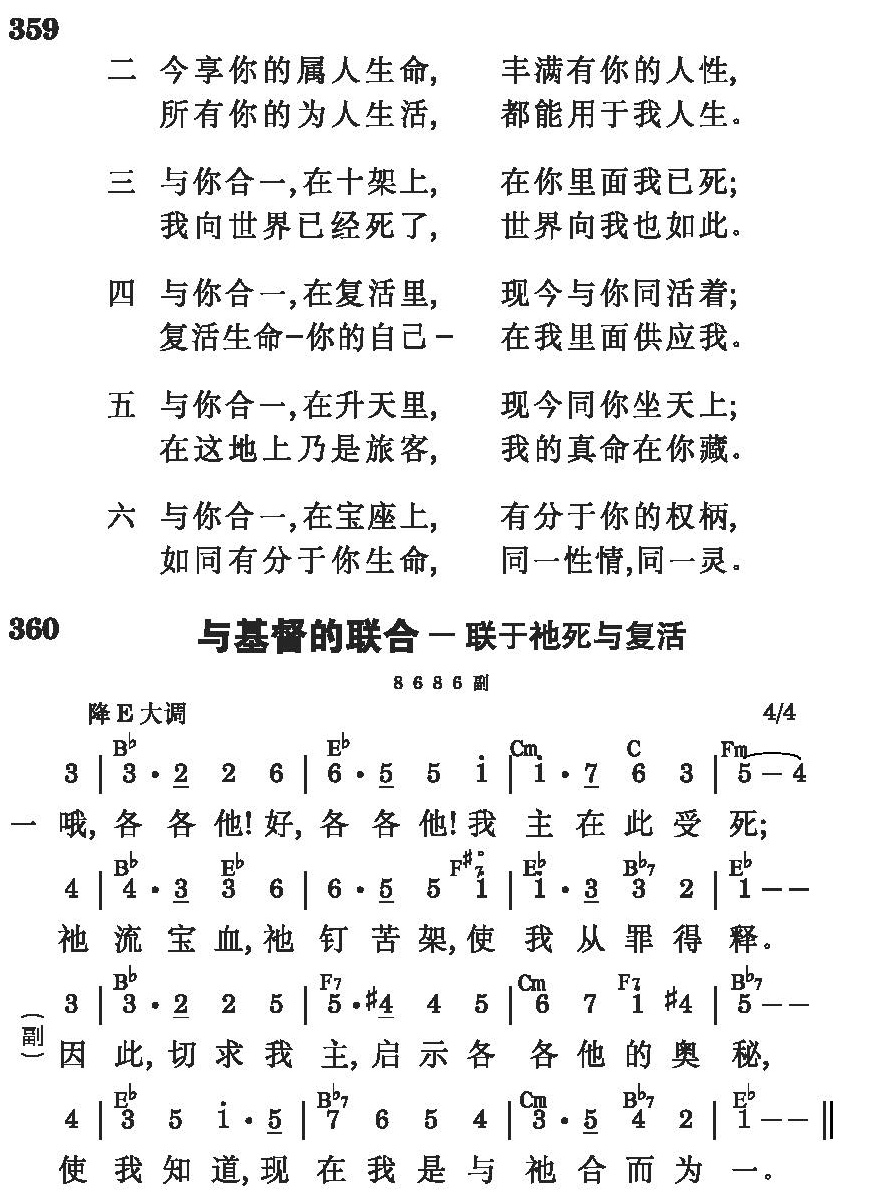 359
二 今享你的属人生命, 丰满有你的人性,
所有你的为人生活, 都能用于我人生。
三 与你合一,在十架上, 在你里面我已死;
我向世界已经死了, 世界向我也如此。
四 与你合一,在复活里, 现今与你同活着;
复活生命–你的自己– 在我里面供应我。
五 与你合一,在升天里, 现今同你坐天上;
在这地上乃是旅客, 我的真命在你藏。
六 与你合一,在宝座上, 有分于你的权柄,
如同有分于你生命, 同一性情,同一灵。
360 与基督的联合—联于祂死与复活
8 6 8 6 副
降E大调 4/4
B♭ E♭ Cm C Fm
3 | 3 · 2 2 6 | 6 · 5 5 i | i · 7 6 3 | 5 – 4
一 哦, 各各他! 好, 各各他! 我主在此受死;
B♭ E♭ F♯°7 E♭ B♭7 E♭
4 | 4 · 3 3 6 | 6 · 5 5 i | i · 3 3 2 | 1 – –
祂流宝血, 祂钉苦架, 使我从罪得释。
B♭ F7 Cm F7 B♭7
3 | 3 · 2 2 5 | 5 · ♯4 4 5 | 6 7 1 ♯4 | 5 – –
(副) 因此, 切求我主, 启示各各他的奥秘,
E♭ B♭7 Cm B♭7 E♭
4 | 3 5 i · 5 | 7 6 5 4 | 3 · 5 4 2 | 1 – – ‖
使我知道, 现在我是与祂合而为一。